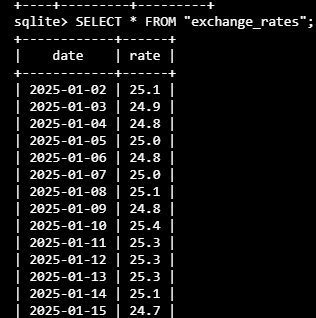 +----+---------+---------+
sqlite> SELECT * FROM "exchange_rates";
+------------+------+
|    date    | rate |
+------------+------+
| 2025-01-02 | 25.1 |
| 2025-01-03 | 24.9 |
| 2025-01-04 | 24.8 |
| 2025-01-05 | 25.0 |
| 2025-01-06 | 24.8 |
| 2025-01-07 | 25.0 |
| 2025-01-08 | 25.1 |
| 2025-01-09 | 24.8 |
| 2025-01-10 | 25.4 |
| 2025-01-11 | 25.3 |
| 2025-01-12 | 25.3 |
| 2025-01-13 | 25.3 |
| 2025-01-14 | 25.1 |
| 2025-01-15 | 24.7 |